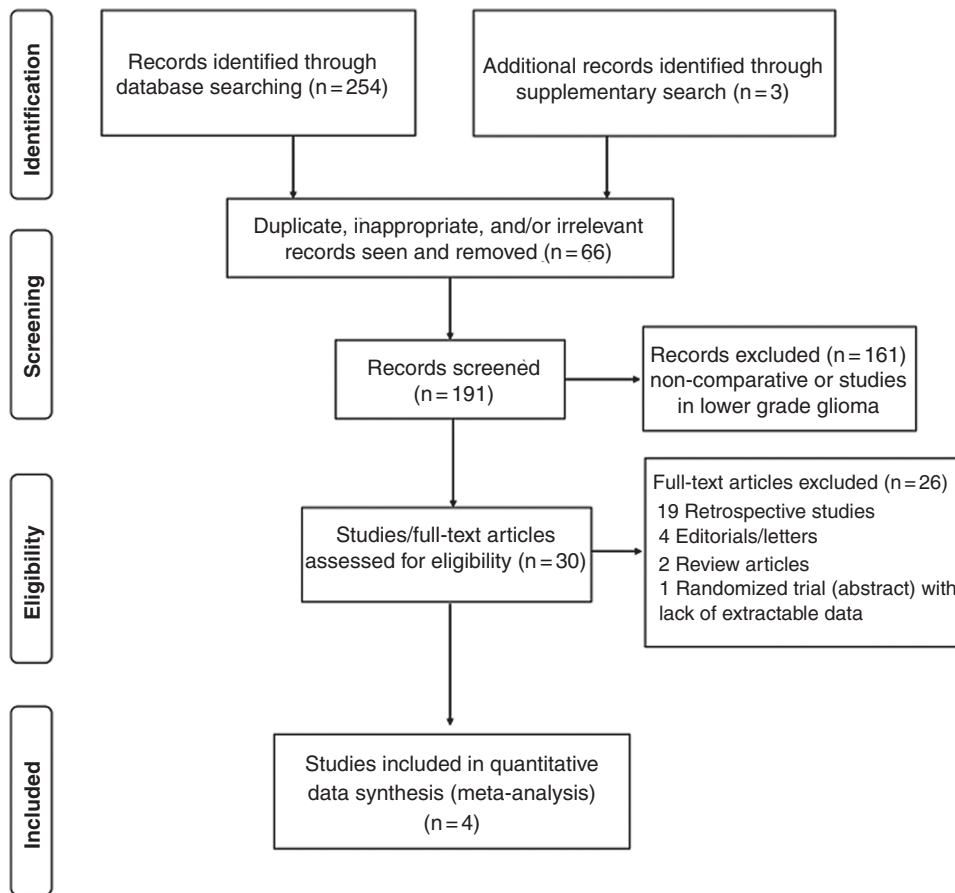 Identification
Records identified through
database searching (n = 254)
Additional records identified through
supplementary search (n = 3)
Duplicate, inappropriate, and/or irrelevant
records seen and removed (n = 66)
Screening
Records screened
(n = 191)
Records excluded (n = 161)
non-comparative or studies
in lower grade glioma
Eligibility
Studies/full-text articles
assessed for eligibility (n = 30)
Full-text articles excluded (n = 26)
19 Retrospective studies
4 Editorials/letters
2 Review articles
1 Randomized trial (abstract) with
lack of extractable data
Included
Studies included in quantitative
data synthesis (meta-analysis)
(n = 4)